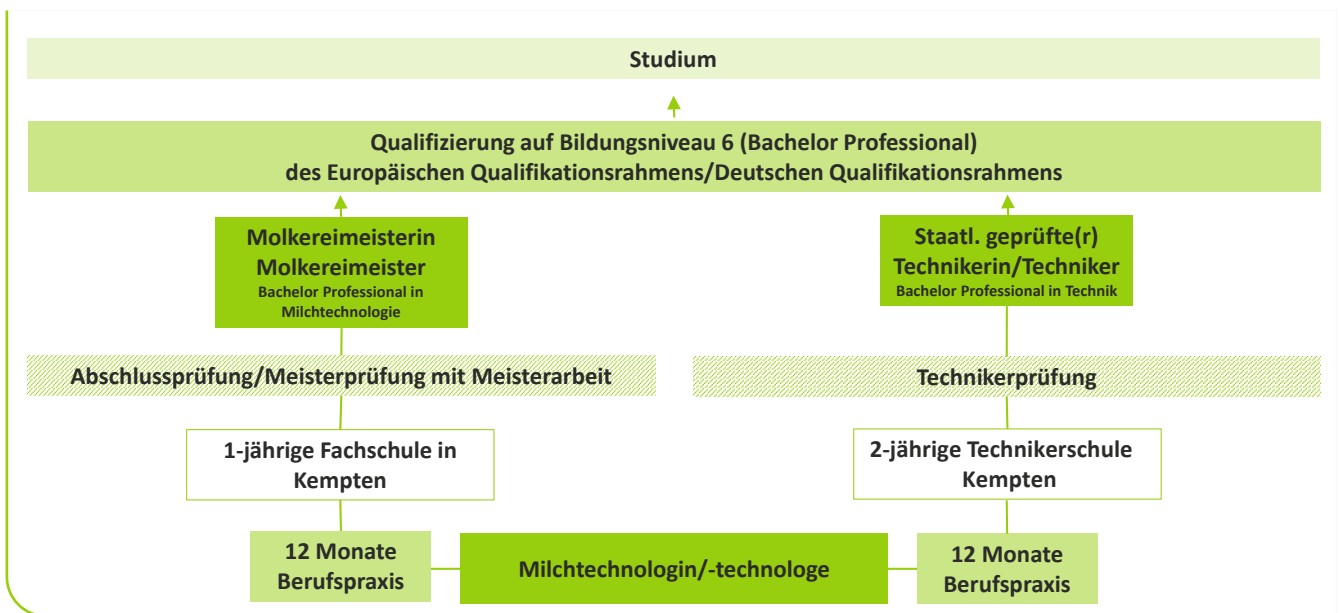 Studium
Qualifizierung auf Bildungsniveau 6 (Bachelor Professional)
des Europäischen Qualifikationsrahmens/Deutschen Qualifikationsrahmens
Molkereimeisterin
Molkereimeister
Bachelor Professional in
Milchtechnologie
Staatl. geprüfte(r)
Technikerin/Techniker
Bachelor Professional in Technik
Abschlussprüfung/Meisterprüfung mit Meisterarbeit
Technikerprüfung
1-jährige Fachschule in
Kempten
2-jährige Technikerschule
Kempten
12 Monate
Berufspraxis
Milchtechnologin/-technologe
12 Monate
Berufspraxis